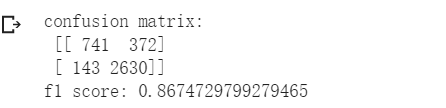 confusion matrix:
[[ 741 372]
[ 143 2630]]
f1 score: 0.8674729799279465